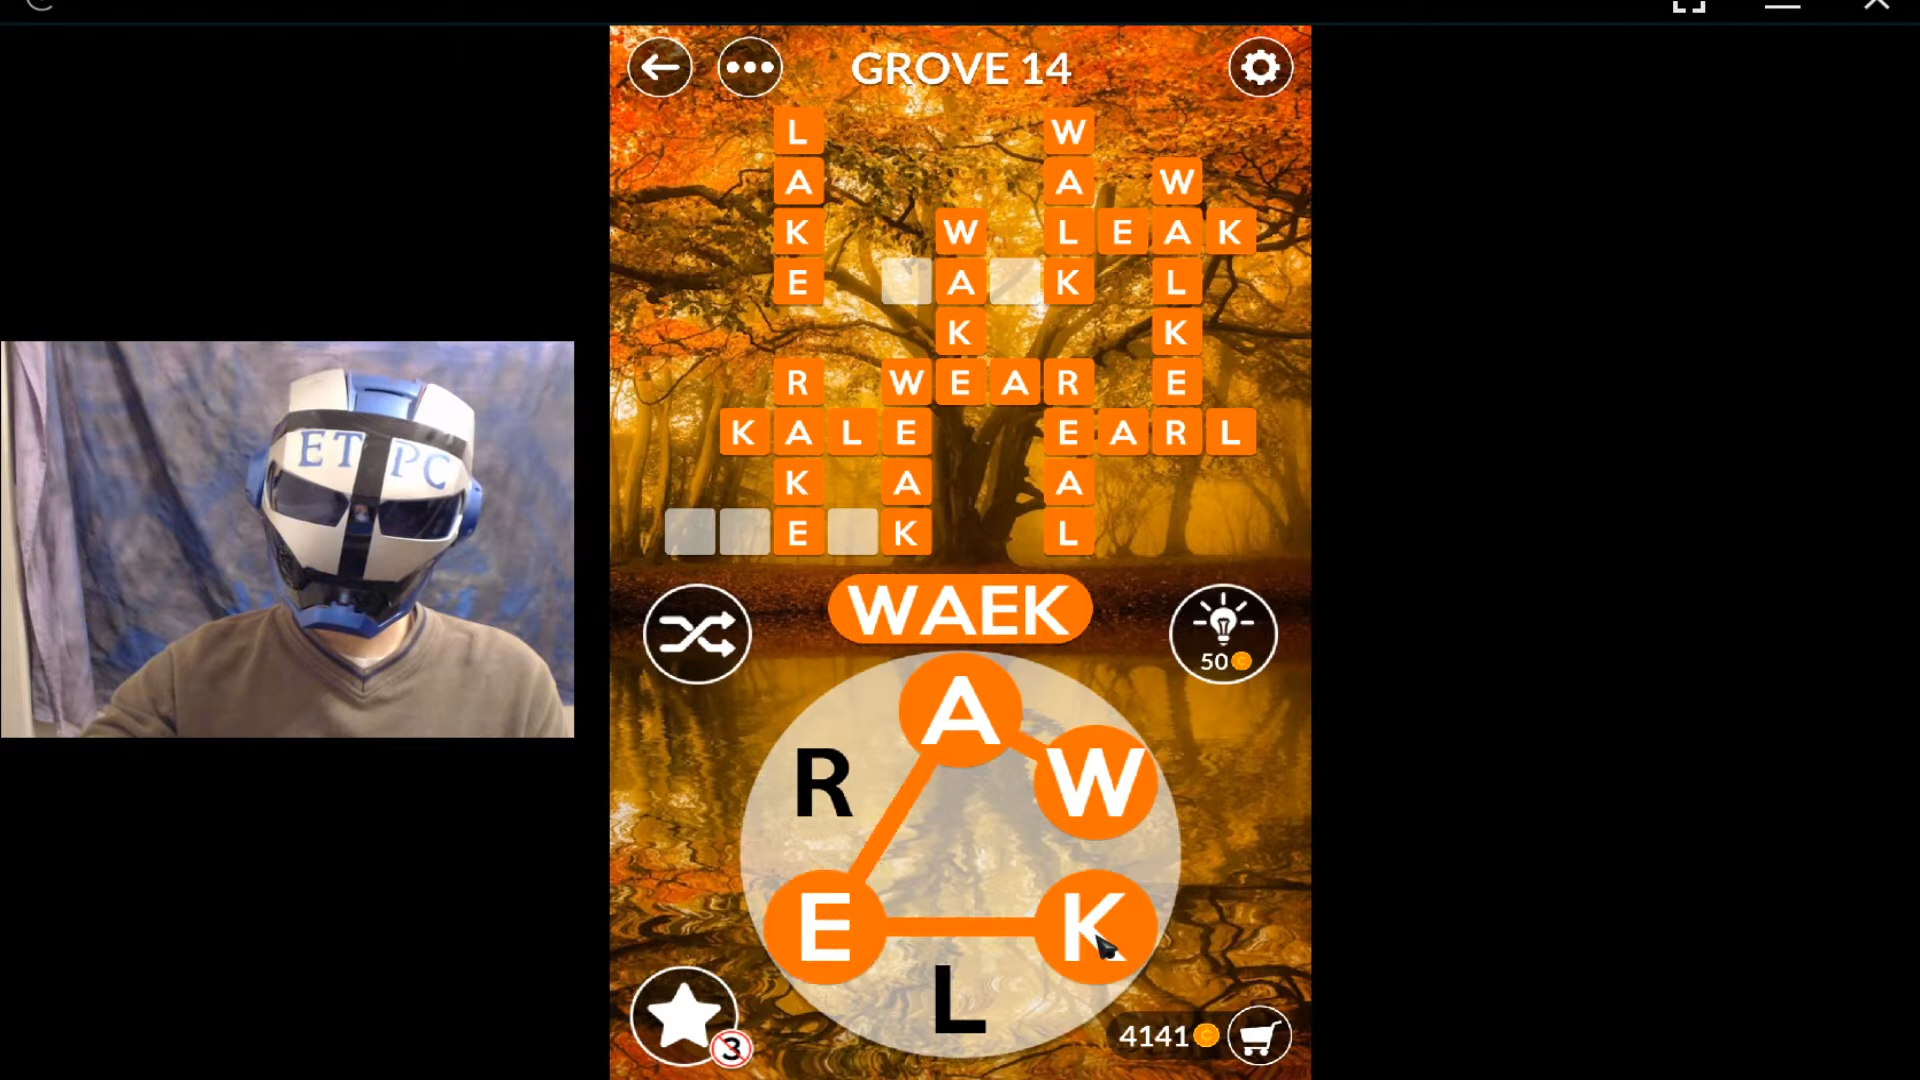 GROVE 14
L W
A A W
K W L E A K
E A K L
K K
R W E A R E
K A L E E A R L
K A A
E K L
ET PC
WAEK
50
A
R W
E K
L
3
4141